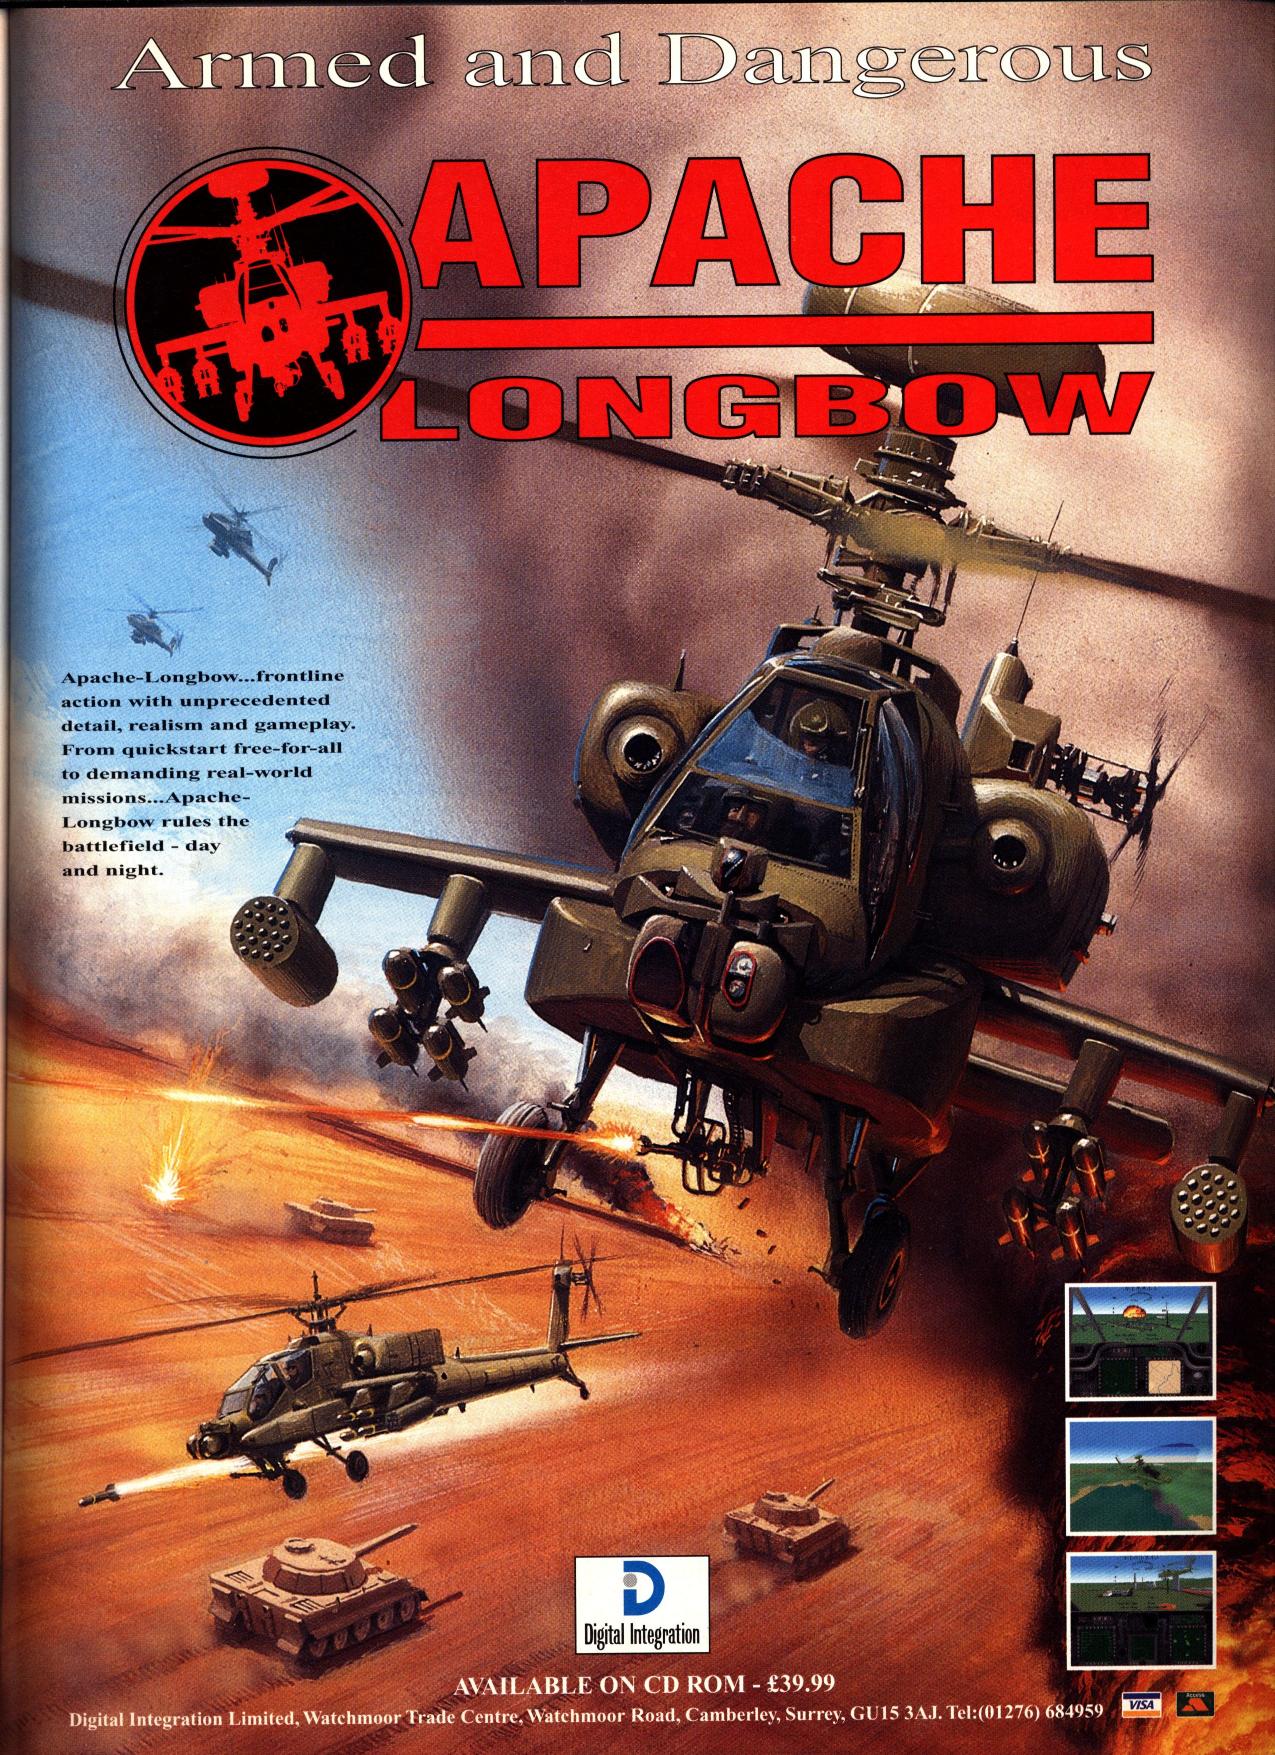 Armed and Dangerous
APACHE
LONGBOW
Apache-Longbow...frontline
action with unprecedented
detail, realism and gameplay.
From quickstart free-for-all
to demanding real-world
missions...Apache-
Longbow rules the
battlefield - day
and night.
Digital Integration
AVAILABLE ON CD ROM - £39.99
Digital Integration Limited, Watchmoor Trade Centre, Watchmoor Road, Camberley, Surrey, GU15 3AJ. Tel:(01276) 684959
VISA
Access